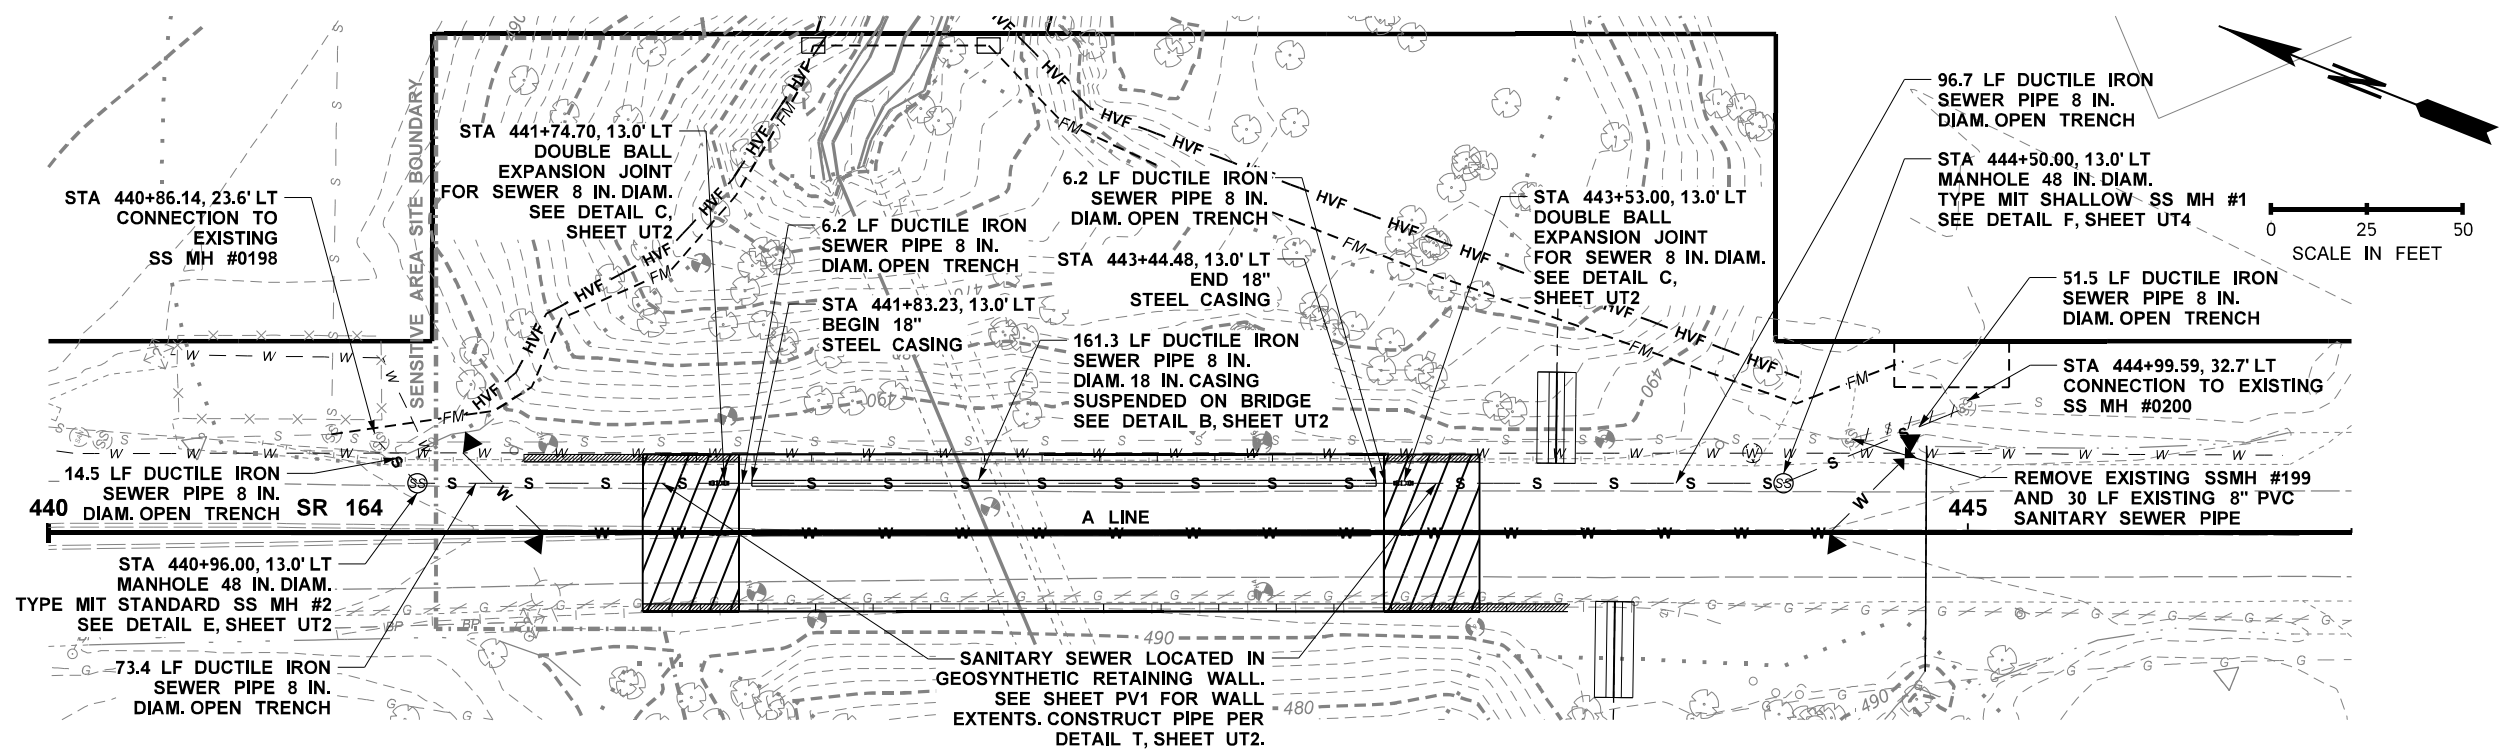 STA 440+86.14, 23.6' LT
CONNECTION TO
EXISTING
SS MH #0198
SENSITIVE AREA SITE BOUNDARY
STA 441+74.70, 13.0' LT
DOUBLE BALL
EXPANSION JOINT
FOR SEWER 8 IN. DIAM.
SEE DETAIL C,
SHEET UT2
6.2 LF DUCTILE IRON
SEWER PIPE 8 IN.
DIAM. OPEN TRENCH
STA 441+83.23, 13.0' LT
BEGIN 18"
STEEL CASING
6.2 LF DUCTILE IRON
SEWER PIPE 8 IN.
DIAM. OPEN TRENCH
STA 443+44.48, 13.0' LT
END 18"
STEEL CASING
161.3 LF DUCTILE IRON
SEWER PIPE 8 IN.
DIAM. 18 IN. CASING
SUSPENDED ON BRIDGE
SEE DETAIL B, SHEET UT2
STA 443+53.00, 13.0' LT
DOUBLE BALL
EXPANSION JOINT
FOR SEWER 8 IN. DIAM.
SEE DETAIL C,
SHEET UT2
96.7 LF DUCTILE IRON
SEWER PIPE 8 IN.
DIAM. OPEN TRENCH
STA 444+50.00, 13.0' LT
MANHOLE 48 IN. DIAM.
TYPE MIT SHALLOW SS MH #1
SEE DETAIL F, SHEET UT4
0 25 50
SCALE IN FEET
51.5 LF DUCTILE IRON
SEWER PIPE 8 IN.
DIAM. OPEN TRENCH
STA 444+99.59, 32.7' LT
CONNECTION TO EXISTING
SS MH #0200
14.5 LF DUCTILE IRON
SEWER PIPE 8 IN.
DIAM. OPEN TRENCH
440
SR 164
A LINE
445
REMOVE EXISTING SSMH #199
AND 30 LF EXISTING 8" PVC
SANITARY SEWER PIPE
STA 440+96.00, 13.0' LT
MANHOLE 48 IN. DIAM.
TYPE MIT STANDARD SS MH #2
SEE DETAIL E, SHEET UT2
73.4 LF DUCTILE IRON
SEWER PIPE 8 IN.
DIAM. OPEN TRENCH
SANITARY SEWER LOCATED IN
GEOSYNTHETIC RETAINING WALL.
SEE SHEET PV1 FOR WALL
EXTENTS. CONSTRUCT PIPE PER
DETAIL T, SHEET UT2.
490
480
490
490
490
HVF
FM
SS
BP